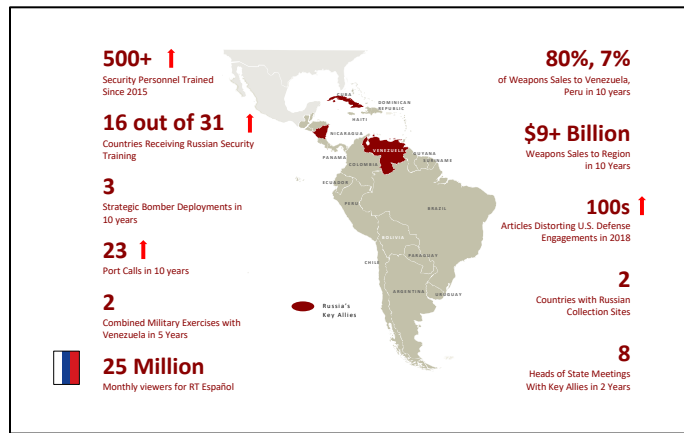 500+
Security Personnel Trained
Since 2015
16 out of 31
Countries Receiving Russian Security
Training
3
Strategic Bomber Deployments in
10 years
23
Port Calls in 10 years
2
Combined Military Exercises with
Venezuela in 5 Years
25 Million
Monthly viewers for RT Español
CUBA
DOMINICAN
REPUBLIC
HAITI
NICARAGUA
PANAMA
VENEZUELA
GUYANA
SURINAME
COLOMBIA
ECUADOR
PERU
BRAZIL
BOLIVIA
PARAGUAY
CHILE
ARGENTINA
URUGUAY
Russia's
Key Allies
80%, 7%
of Weapons Sales to Venezuela,
Peru in 10 years
$9+ Billion
Weapons Sales to Region
in 10 Years
100s
Articles Distorting U.S. Defense
Engagements in 2018
2
Countries with Russian
Collection Sites
8
Heads of State Meetings
With Key Allies in 2 Years